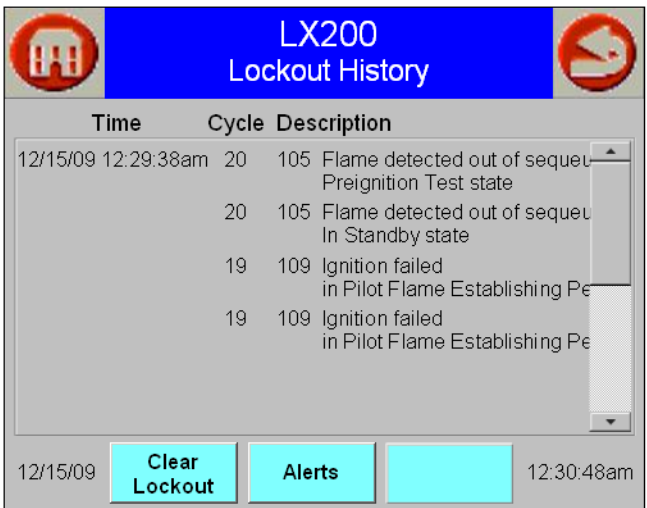 LX200
Lockout History
Time Cycle Description
12/15/09 12:29:38am 20 105 Flame detected out of sequeu
Preignition Test state
20 105 Flame detected out of sequeu
In Standby state
19 109 Ignition failed
in Pilot Flame Establishing Pe
19 109 Ignition failed
in Pilot Flame Establishing Pe
12/15/09 Clear Lockout Alerts 12:30:48am